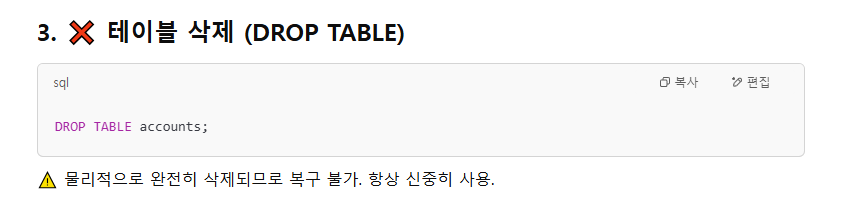 3. ❌ 테이블 삭제 (DROP TABLE)
sql
복사
편집
DROP TABLE accounts;
⚠️ 물리적으로 완전히 삭제되므로 복구 불가. 항상 신중히 사용.